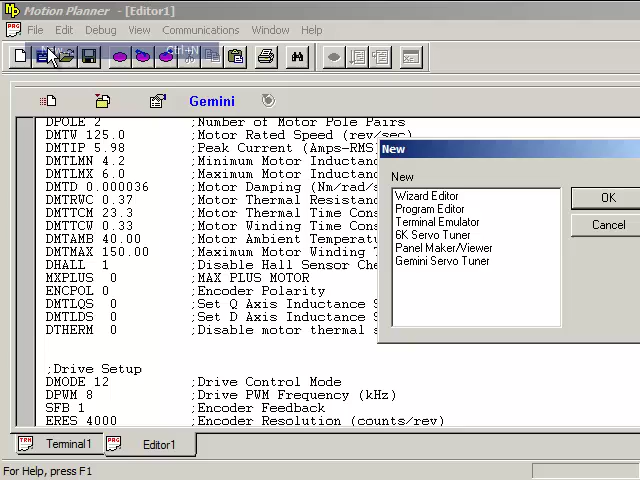 Motion Planner - [Editor1]
File Edit Debug View Communications Window Help
New Ctrl+N
Gemini
DPOLE 2 ;Number of Motor Pole Pairs
DMTW 125.0 ;Motor Rated Speed (rev/sec)
DMTIP 5.98 ;Peak Current (Amps-RMS)
DMTLMN 4.2 ;Minimum Motor Inductanc
DMTLMX 6.0 ;Maximum Motor Inductanc
DMTD 0.000036 ;Motor Damping (Nm/rad/s
DMTRWC 0.37 ;Motor Thermal Resistanc
DMTTCM 23.3 ;Motor Thermal Time Cons
DMTTCW 0.33 ;Motor Winding Time Cons
DMTAMB 40.00 ;Motor Ambient Temperatu
DMTMAX 150.00 ;Maximum Motor Winding T
DHALL 1 ;Disable Hall Sensor Che
MXPLUS 0 ;MAX PLUS MOTOR
ENCPOL 0 ;Encoder Polarity
DMTLQS 0 ;Set Q Axis Inductance S
DMTLDS 0 ;Set D Axis Inductance S
DTHERM 0 ;Disable motor thermal s
;Drive Setup
DMODE 12 ;Drive Control Mode
DPWM 8 ;Drive PWM Frequency (kHz)
SFB 1 ;Encoder Feedback
ERES 4000 ;Encoder Resolution (counts/rev)
New
New
Wizard Editor
Program Editor
Terminal Emulator
6K Servo Tuner
Panel Maker/Viewer
Gemini Servo Tuner
OK
Cancel
Terminal1 Editor1
For Help, press F1